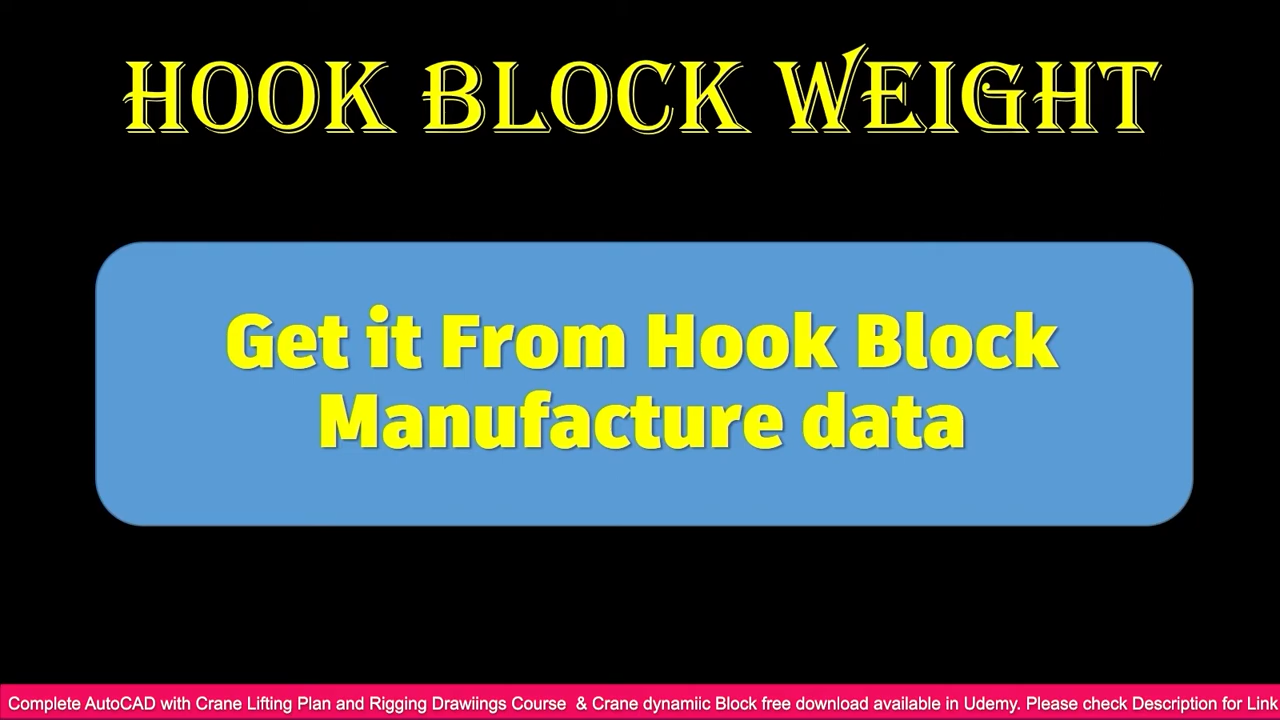 HOOK BLOCK WEIGHT
Get it From Hook Block
Manufacture data
Complete AutoCAD with Crane Lifting Plan and Rigging Drawiings Course & Crane dynamiic Block free download available in Udemy. Please check Description for Link